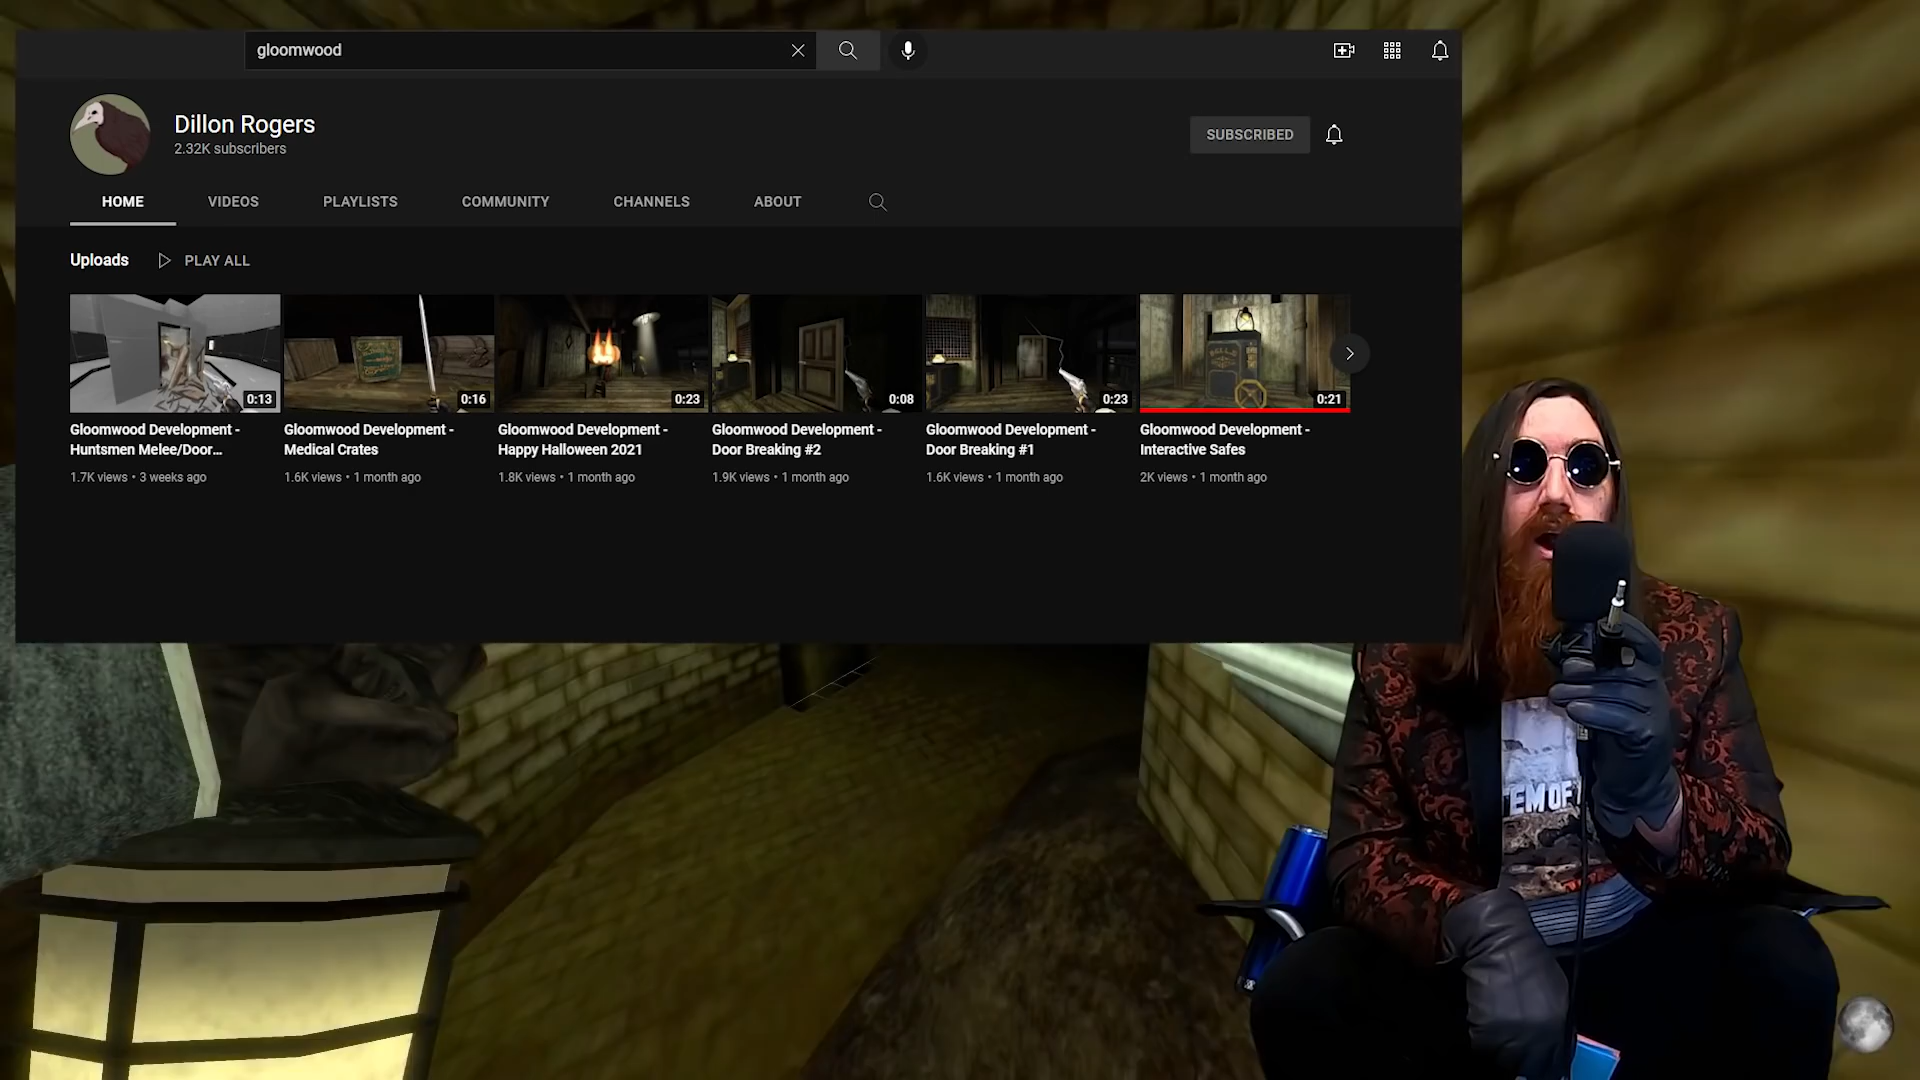 gloomwood
Dillon Rogers
2.32K subscribers
SUBSCRIBED
HOME VIDEOS PLAYLISTS COMMUNITY CHANNELS ABOUT
Uploads PLAY ALL
0:13 0:16 0:23 0:08 0:23 0:21
Gloomwood Development - Huntsmen Melee/Door...
1.7K views • 3 weeks ago
Gloomwood Development - Medical Crates
1.6K views • 1 month ago
Gloomwood Development - Happy Halloween 2021
1.8K views • 1 month ago
Gloomwood Development - Door Breaking #2
1.9K views • 1 month ago
Gloomwood Development - Door Breaking #1
1.6K views • 1 month ago
Gloomwood Development - Interactive Safes
2K views • 1 month ago
TEM OF